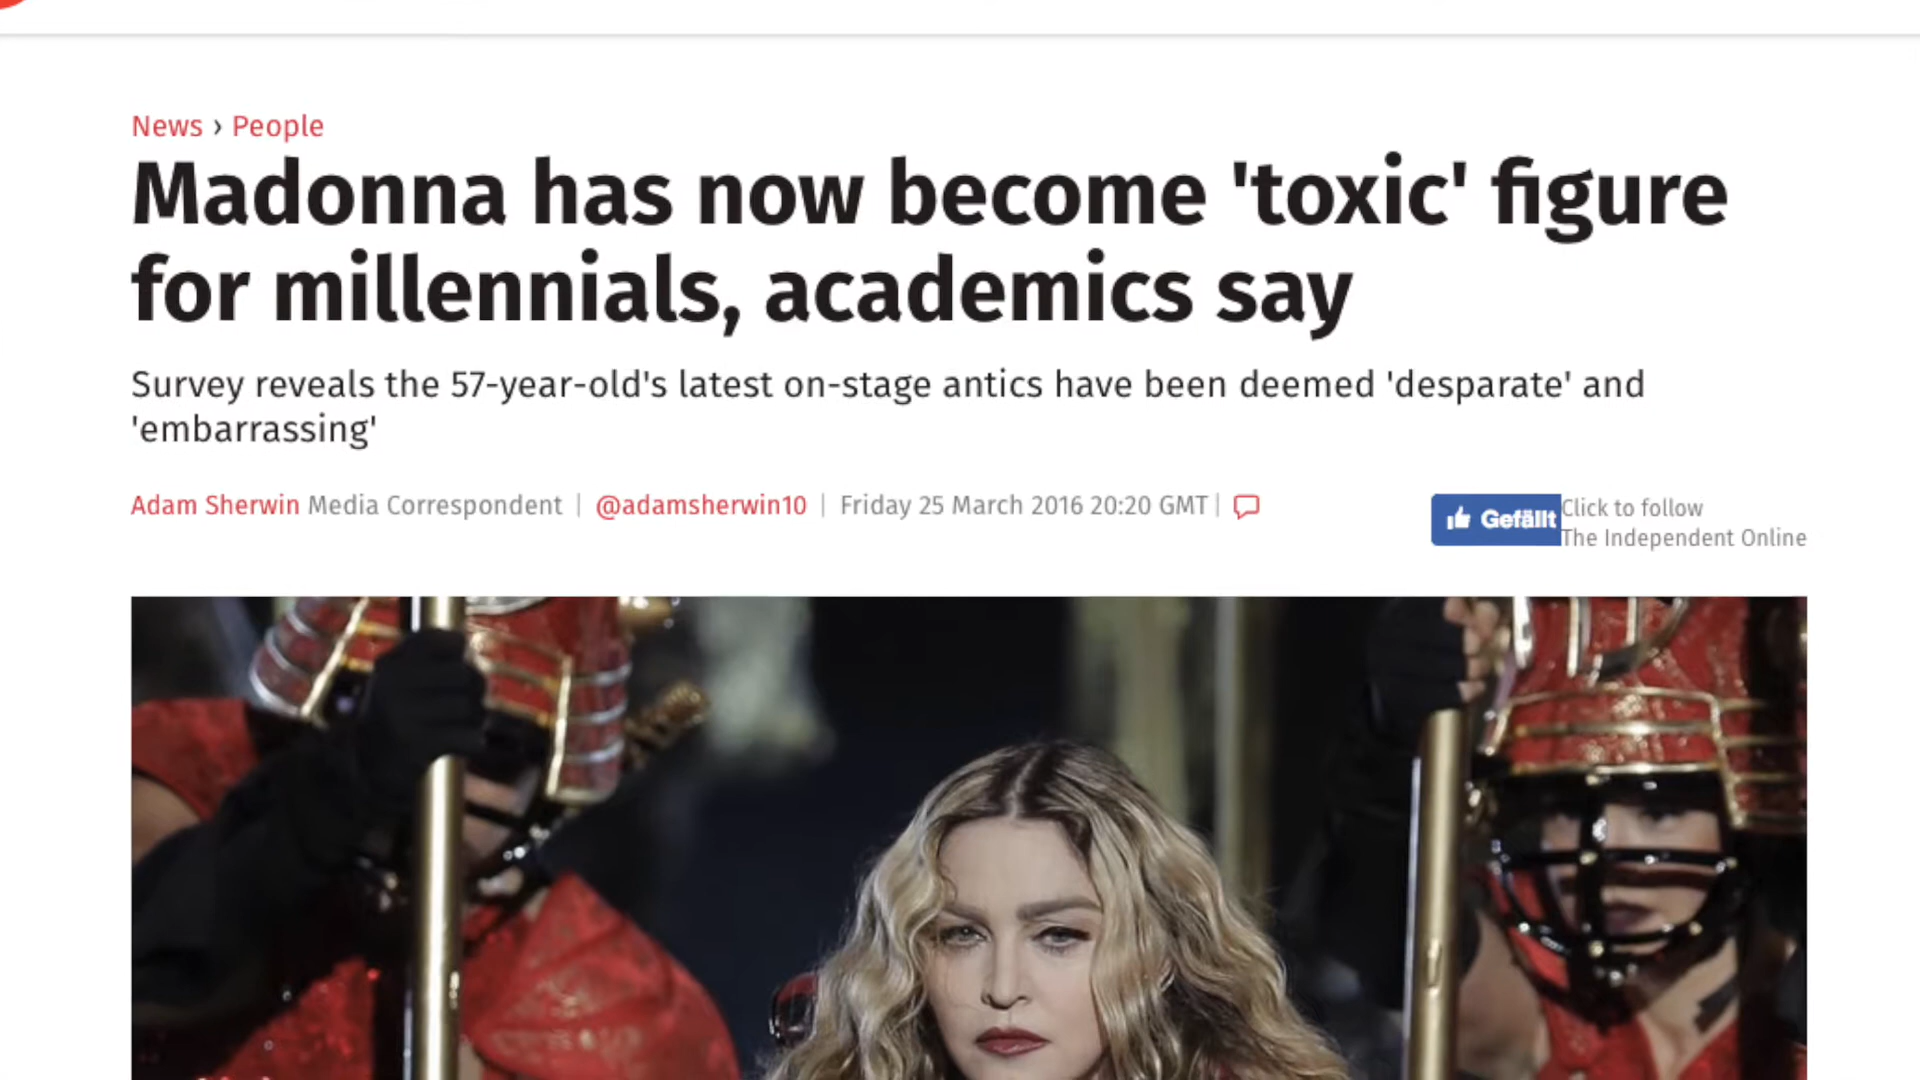 News › People
Madonna has now become 'toxic' figure
for millennials, academics say
Survey reveals the 57-year-old's latest on-stage antics have been deemed 'desparate' and
'embarrassing'
Adam Sherwin Media Correspondent | @adamsherwin10 | Friday 25 March 2016 20:20 GMT |
Gefällt
Click to follow
The Independent Online